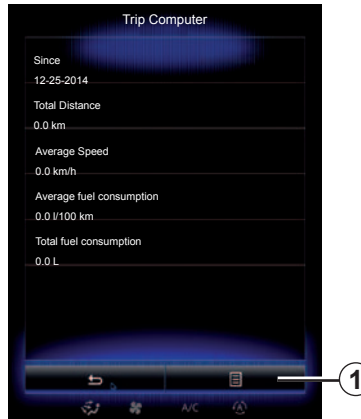 Trip Computer
Since
12-25-2014
Total Distance
0.0 km
Average Speed
0.0 km/h
Average fuel consumption
0.0 l/100 km
Total fuel consumption
0.0 L
1
A/C